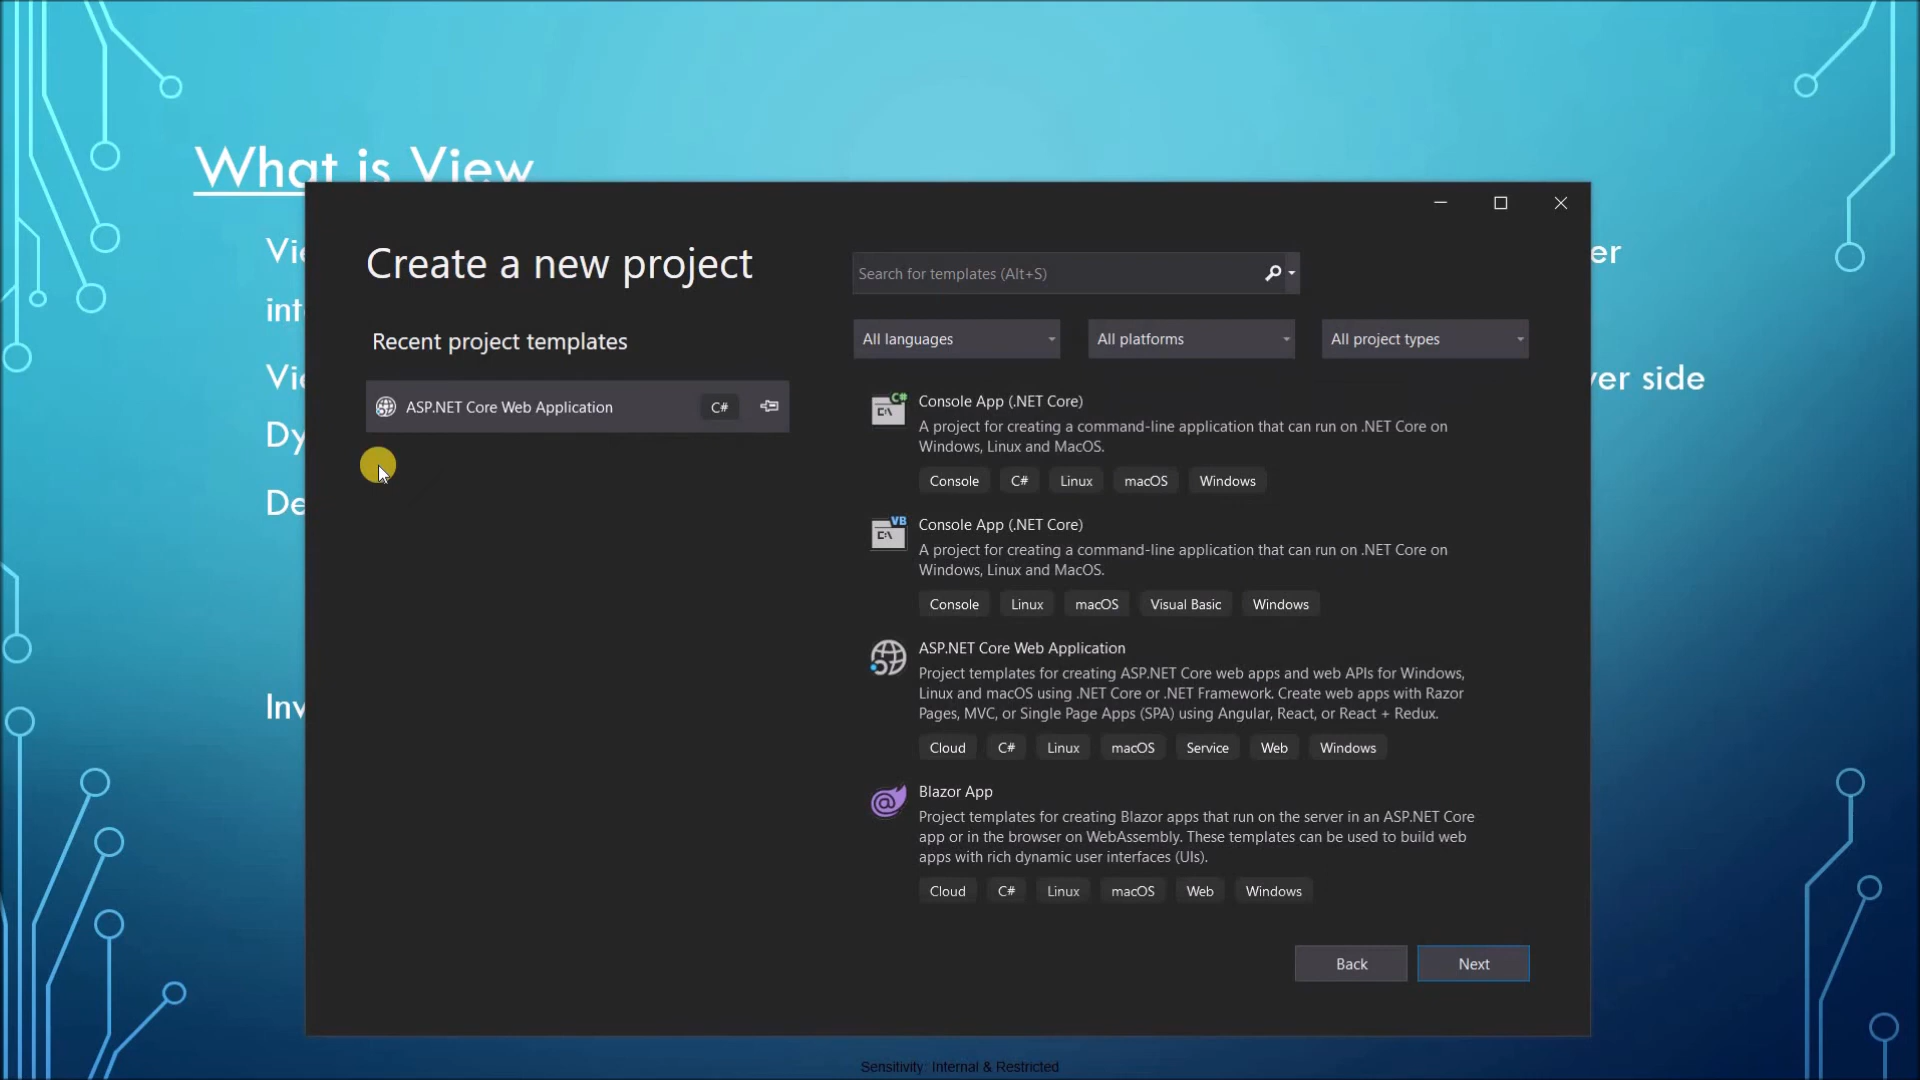 What is View
Create a new project
Search for templates (Alt+S)
Recent project templates
All languages
All platforms
All project types
ASP.NET Core Web Application
C#
C#
Console App (.NET Core)
A project for creating a command-line application that can run on .NET Core on
Windows, Linux and MacOS.
Console C# Linux macOS Windows
VB
Console App (.NET Core)
A project for creating a command-line application that can run on .NET Core on
Windows, Linux and MacOS.
Console Linux macOS Visual Basic Windows
ASP.NET Core Web Application
Project templates for creating ASP.NET Core web apps and web APIs for Windows,
Linux and macOS using .NET Core or .NET Framework. Create web apps with Razor
Pages, MVC, or Single Page Apps (SPA) using Angular, React, or React + Redux.
Cloud C# Linux macOS Service Web Windows
Blazor App
Project templates for creating Blazor apps that run on the server in an ASP.NET Core
app or in the browser on WebAssembly. These templates can be used to build web
apps with rich dynamic user interfaces (UIs).
Cloud C# Linux macOS Web Windows
Back
Next
side
Sensitivity: Internal & Restricted